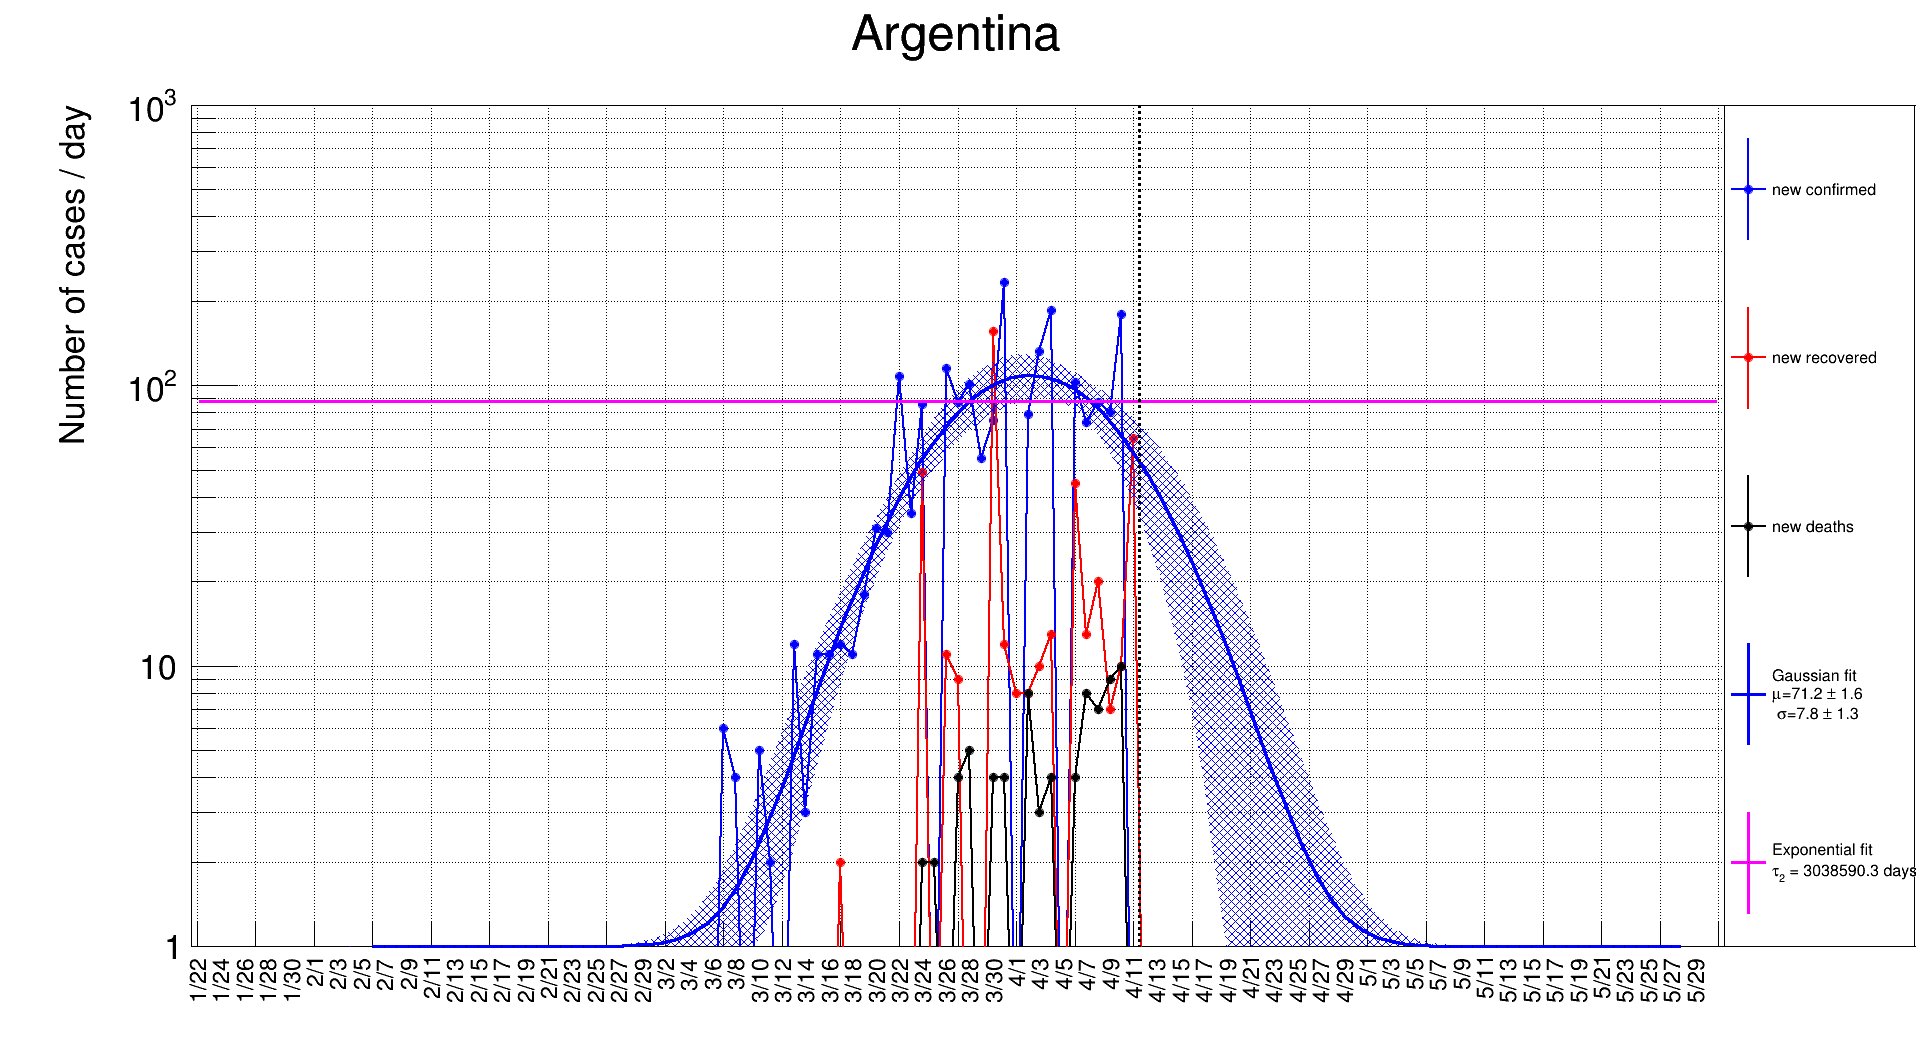 Argentina
Number of cases / day
10³
10²
10
1
1/22 1/24 1/26 1/28 1/30 2/1 2/3 2/5 2/7 2/9 2/11 2/13 2/15 2/17 2/19 2/21 2/23 2/25 2/27 2/29 3/2 3/4 3/6 3/8 3/10 3/12 3/14 3/16 3/18 3/20 3/22 3/24 3/26 3/28 3/30 4/1 4/3 4/5 4/7 4/9 4/11 4/13 4/15 4/17 4/19 4/21 4/23 4/25 4/27 4/29 5/1 5/3 5/5 5/7 5/9 5/11 5/13 5/15 5/17 5/19 5/21 5/23 5/25 5/27 5/29
new confirmed
new recovered
new deaths
Gaussian fit
μ=71.2 ± 1.6
σ=7.8 ± 1.3
Exponential fit
τ₂ = 3038590.3 days